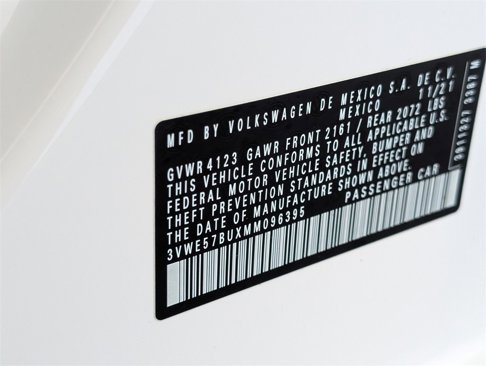 MFD BY VOLKSWAGEN DE MEXICO S.A. DE C.V.
MEXICO 11/21
GVWR 4123 GAWR FRONT 2161 / REAR 2072 LBS
THIS VEHICLE CONFORMS TO ALL APPLICABLE U.S.
FEDERAL MOTOR VEHICLE SAFETY, BUMPER AND
THEFT PREVENTION STANDARDS IN EFFECT ON
THE DATE OF MANUFACTURE SHOWN ABOVE.
3VWE57BUXMM096395 PASSENGER CAR